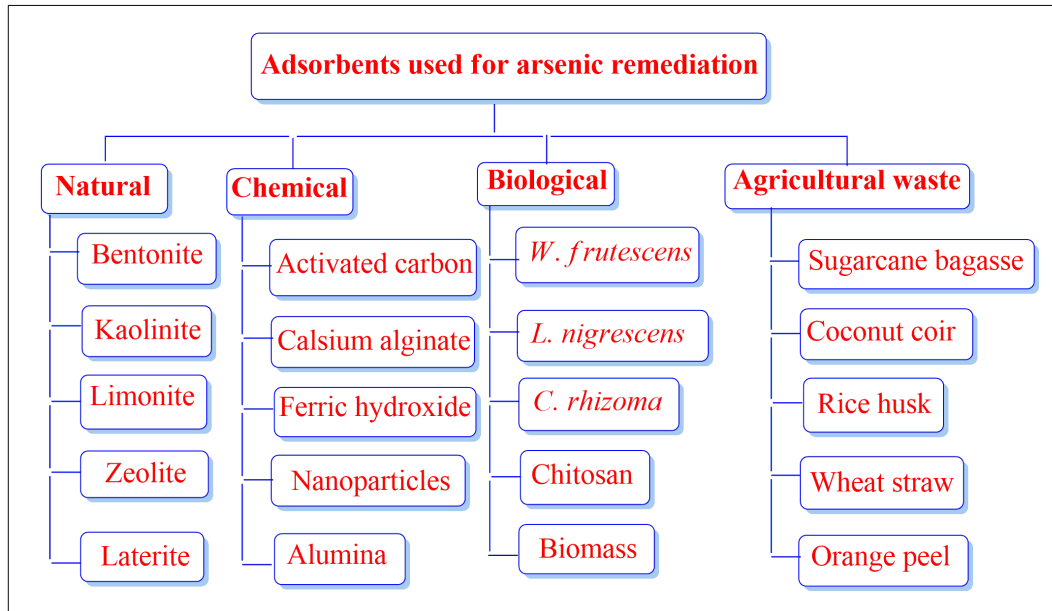 Adsorbents used for arsenic remediation
Natural
Bentonite
Kaolinite
Limonite
Zeolite
Laterite
Chemical
Activated carbon
Calsium alginate
Ferric hydroxide
Nanoparticles
Alumina
Biological
W. frutescens
L. nigrescens
C. rhizoma
Chitosan
Biomass
Agricultural waste
Sugarcane bagasse
Coconut coir
Rice husk
Wheat straw
Orange peel